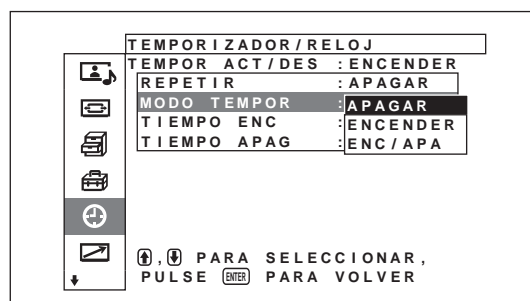 TEMPORIZADOR/RELOJ
TEMPOR ACT/DES :ENCENDER
REPETIR :APAGAR
MODO TEMPOR :APAGAR
TIEMPO ENC :ENCENDER
TIEMPO APAG :ENC/APA
, PARA SELECCIONAR,
PULSE ENTER PARA VOLVER